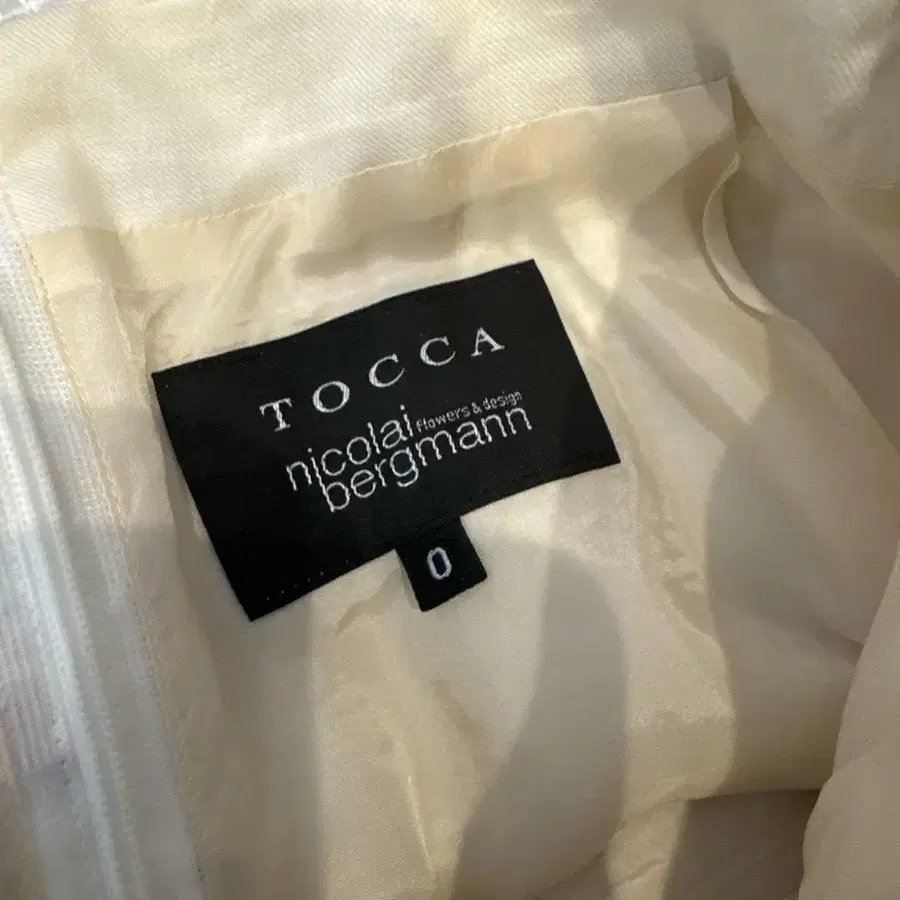 TOCCA
nicolai flowers & design
bergmann
0